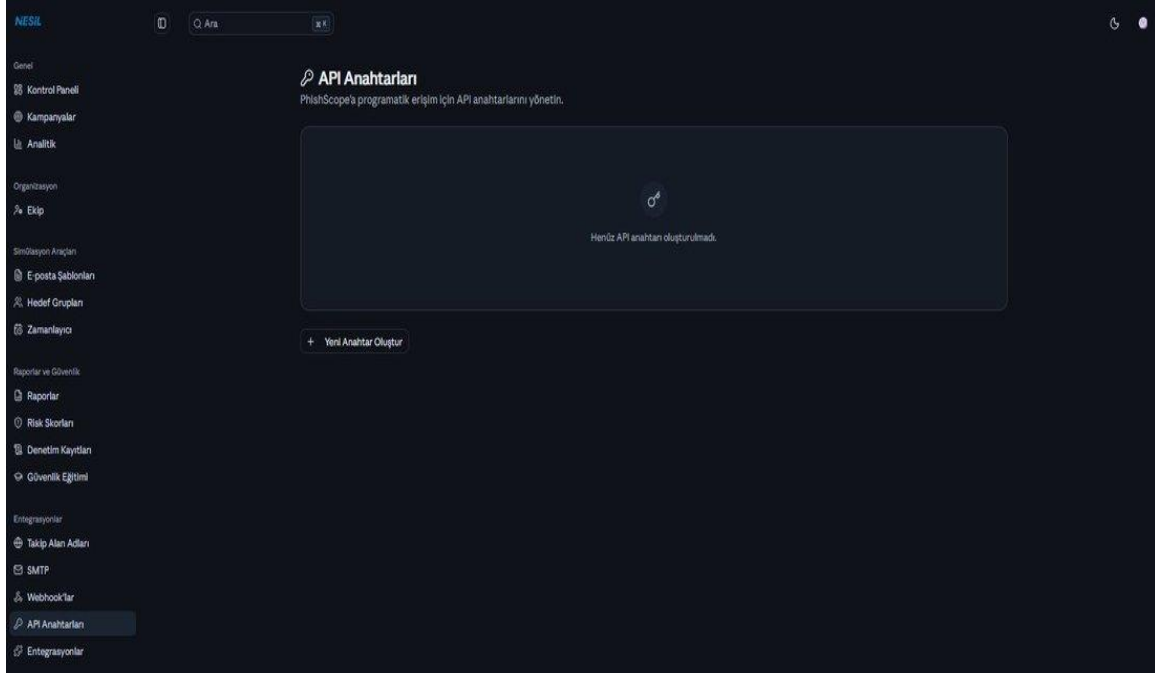 NESİL
Ara
⌘ K
Genel
Kontrol Paneli
Kampanyalar
Analitik
Organizasyon
Ekip
Simülasyon Araçları
E-posta Şablonları
Hedef Grupları
Zamanlayıcı
Raporlar ve Güvenlik
Raporlar
Risk Skorları
Denetim Kayıtları
Güvenlik Eğitimi
Entegrasyonlar
Takip Alan Adları
SMTP
Webhook'lar
API Anahtarları
Entegrasyonlar
API Anahtarları
PhishScope'a programatik erişim için API anahtarlarını yönetin.
Henüz API anahtarı oluşturulmadı.
+ Yeni Anahtar Oluştur